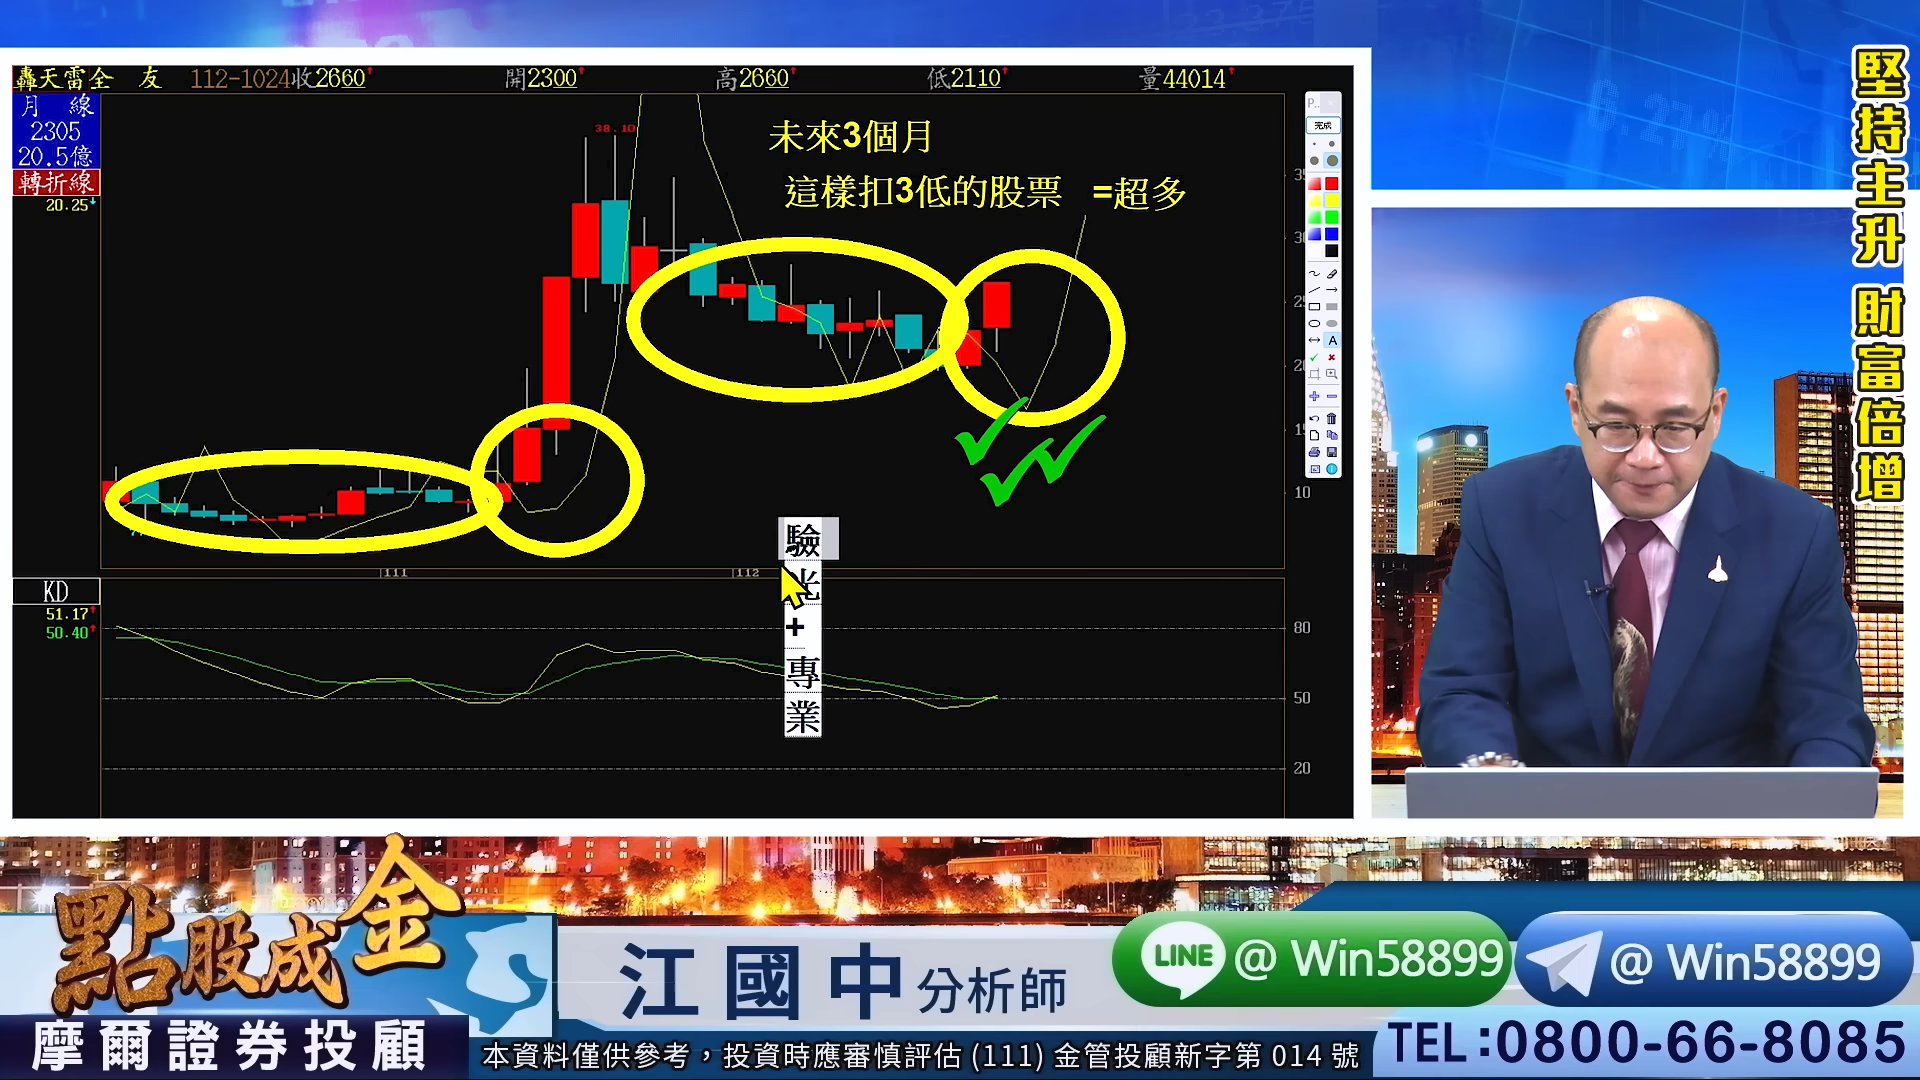 轟天雷全 友 112-1024收2660 開2300 高2660 低2110 量44014
月 線
2305
20.5億
轉折線
20.25
38.10
未來3個月
這樣扣3低的股票 =超多
10
111
112
驗
光
+
專
業
KD
51.17
50.40
80
50
20
完成
A
堅持主升 財富倍增
點股成金
摩爾證券投顧
江國中 分析師
LINE @ Win58899
@ Win58899
TEL:0800-66-8085
本資料僅供參考，投資時應審慎評估 (111) 金管投顧新字第 014 號